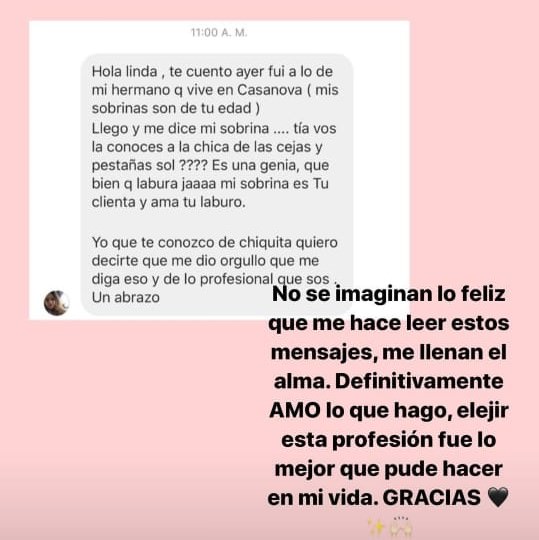 11:00 A. M.
Hola linda , te cuento ayer fui a lo de
mi hermano q vive en Casanova ( mis
sobrinas son de tu edad )
Llego y me dice mi sobrina .... tía vos
la conoces a la chica de las cejas y
pestañas sol ???? Es una genia, que
bien q labura jaaaa mi sobrina es Tu
clienta y ama tu laburo.
Yo que te conozco de chiquita quiero
decirte que me dio orgullo que me
diga eso y de lo profesional que sos .
Un abrazo
No se imaginan lo feliz
que me hace leer estos
mensajes, me llenan el
alma. Definitivamente
AMO lo que hago, elejir
esta profesión fue lo
mejor que pude hacer
en mi vida. GRACIAS 🖤
✨🙌🏻